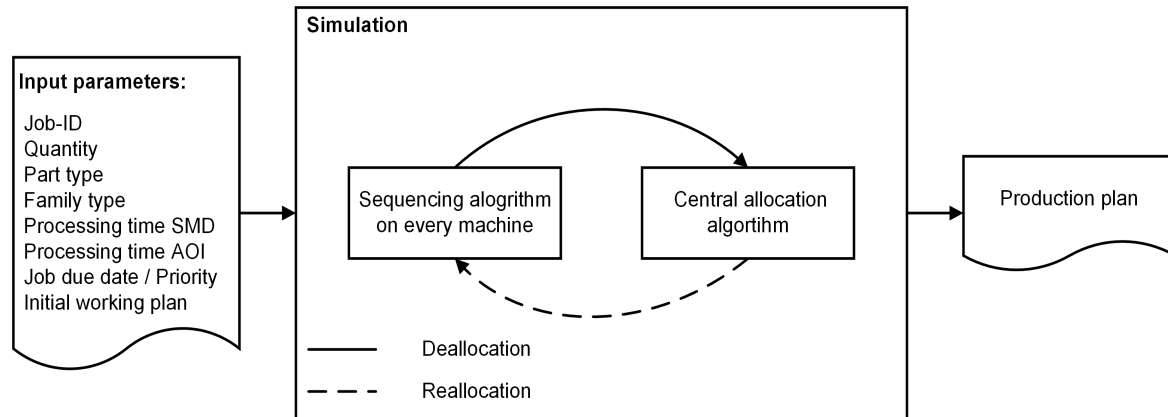 Input parameters:
Job-ID
Quantity
Part type
Family type
Processing time SMD
Processing time AOI
Job due date / Priority
Initial working plan
Simulation
Sequencing alogrithm
on every machine
Central allocation
algortihm
Deallocation
Reallocation
Production plan